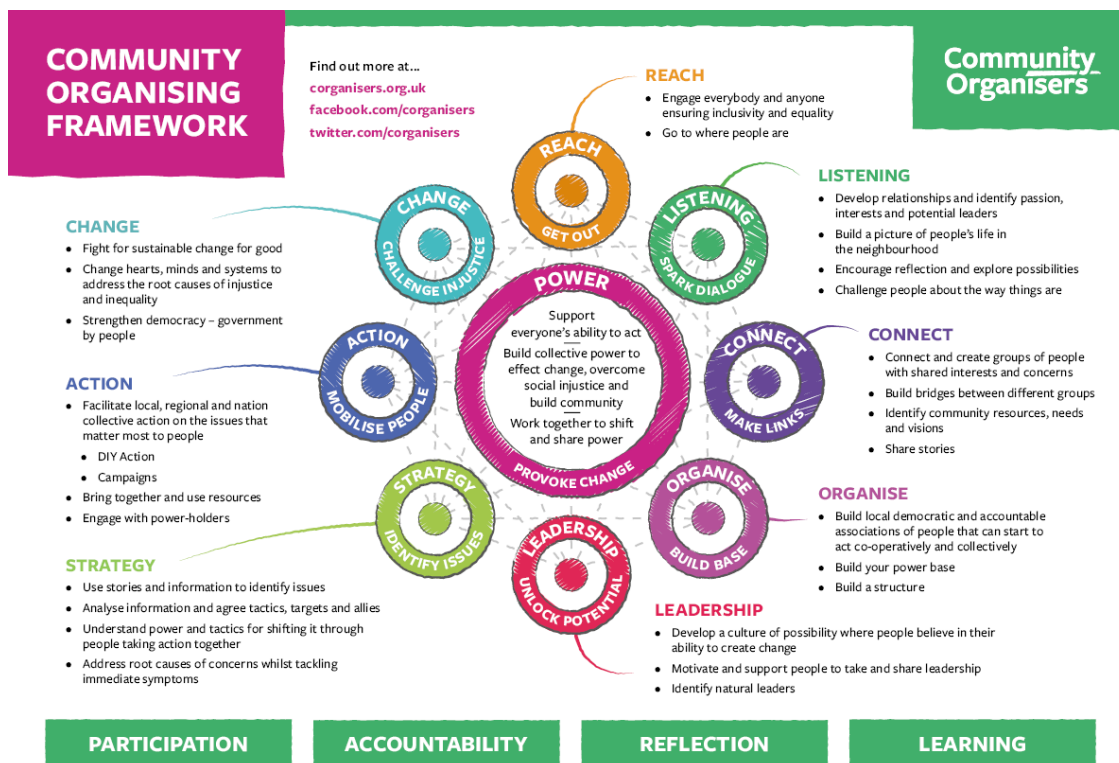 COMMUNITY
ORGANISING
FRAMEWORK
Find out more at...
corganisers.org.uk
facebook.com/corganisers
twitter.com/corganisers
Community
Organisers
REACH
• Engage everybody and anyone
ensuring inclusivity and equality
• Go to where people are
LISTENING
• Develop relationships and identify passion,
interests and potential leaders
• Build a picture of people's life in
the neighbourhood
• Encourage reflection and explore possibilities
• Challenge people about the way things are
CONNECT
• Connect and create groups of people
with shared interests and concerns
• Build bridges between different groups
• Identify community resources, needs
and visions
• Share stories
ORGANISE
• Build local democratic and accountable
associations of people that can start to
act co-operatively and collectively
• Build your power base
• Build a structure
LEADERSHIP
• Develop a culture of possibility where people believe in their
ability to create change
• Motivate and support people to take and share leadership
• Identify natural leaders
STRATEGY
• Use stories and information to identify issues
• Analyse information and agree tactics, targets and allies
• Understand power and tactics for shifting it through
people taking action together
• Address root causes of concerns whilst tackling
immediate symptoms
ACTION
• Facilitate local, regional and nation
collective action on the issues that
matter most to people
• DIY Action
• Campaigns
• Bring together and use resources
• Engage with power-holders
CHANGE
• Fight for sustainable change for good
• Change hearts, minds and systems to
address the root causes of injustice
and inequality
• Strengthen democracy – government
by people
REACH
GET OUT
LISTENING
SPARK DIALOGUE
CONNECT
MAKE LINKS
ORGANISE
BUILD BASE
LEADERSHIP
UNLOCK POTENTIAL
STRATEGY
IDENTIFY ISSUES
ACTION
MOBILISE PEOPLE
CHANGE
CHALLENGE INJUSTICE
POWER
Support
everyone's ability to act
Build collective power to
effect change, overcome
social injustice and
build community
Work together to shift
and share power
PROVOKE CHANGE
PARTICIPATION
ACCOUNTABILITY
REFLECTION
LEARNING